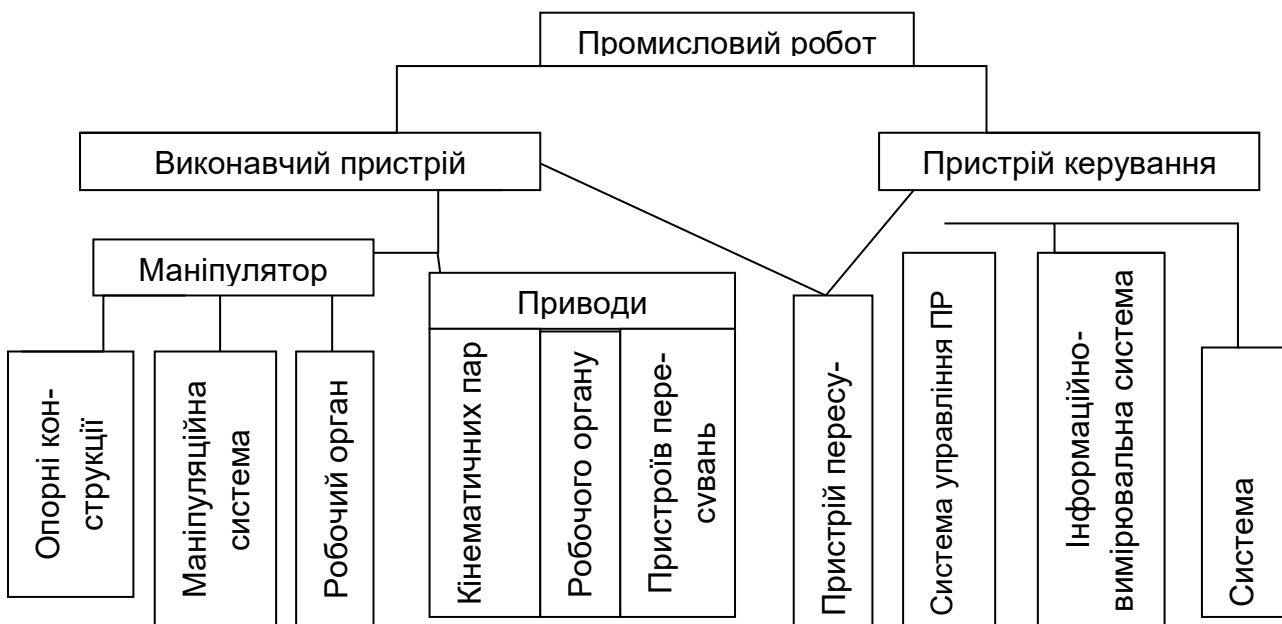 Промисловий робот
Виконавчий пристрій
Пристрій керування
Маніпулятор
Приводи
Опорні кон-
струкції
Маніпуляційна
система
Робочий орган
Кінематичних пар
Робочого органу
Пристроїв пере-
сувань
Пристрій пересу-
Система управління ПР
Інформаційно-
вимірювальна система
Система